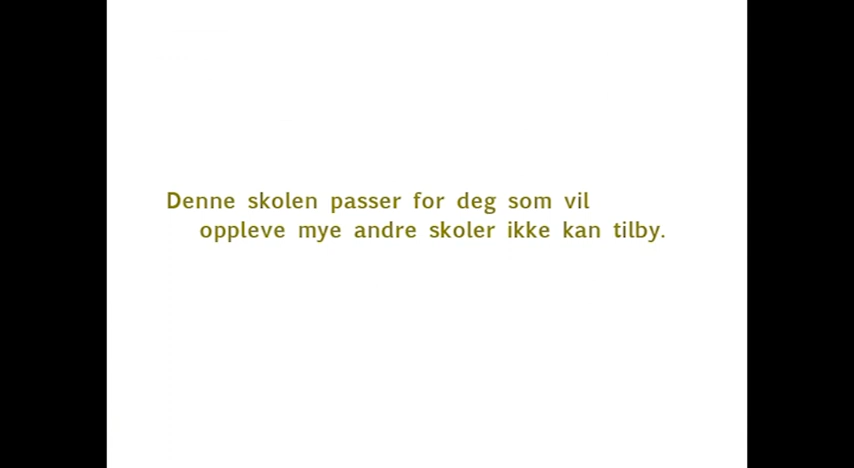 Denne skolen passer for deg som vil
oppleve mye andre skoler ikke kan tilby.